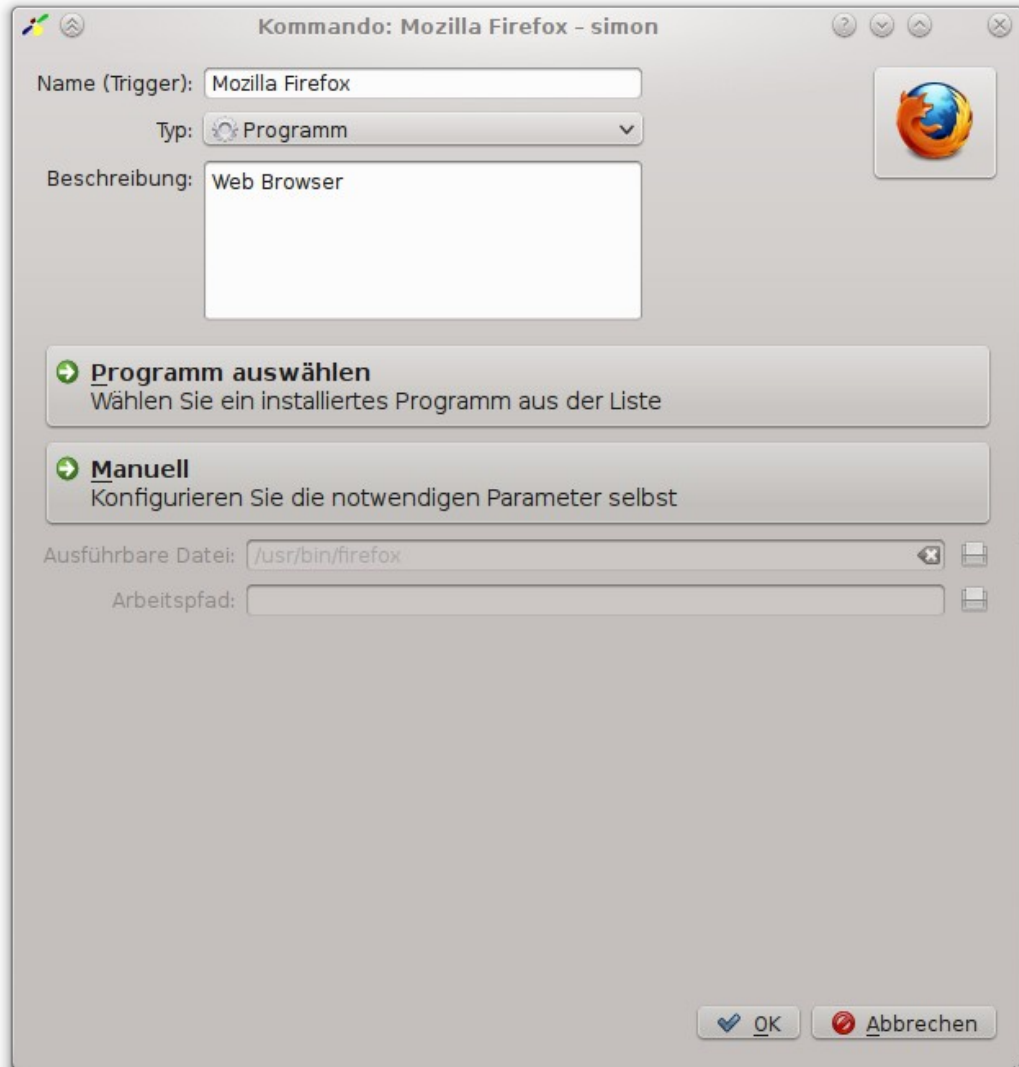 Kommando: Mozilla Firefox – simon
Name (Trigger): Mozilla Firefox
Typ: Programm
Beschreibung: Web Browser
Programm auswählen
Wählen Sie ein installiertes Programm aus der Liste
Manuell
Konfigurieren Sie die notwendigen Parameter selbst
Ausführbare Datei: /usr/bin/firefox
Arbeitspfad:
OK Abbrechen